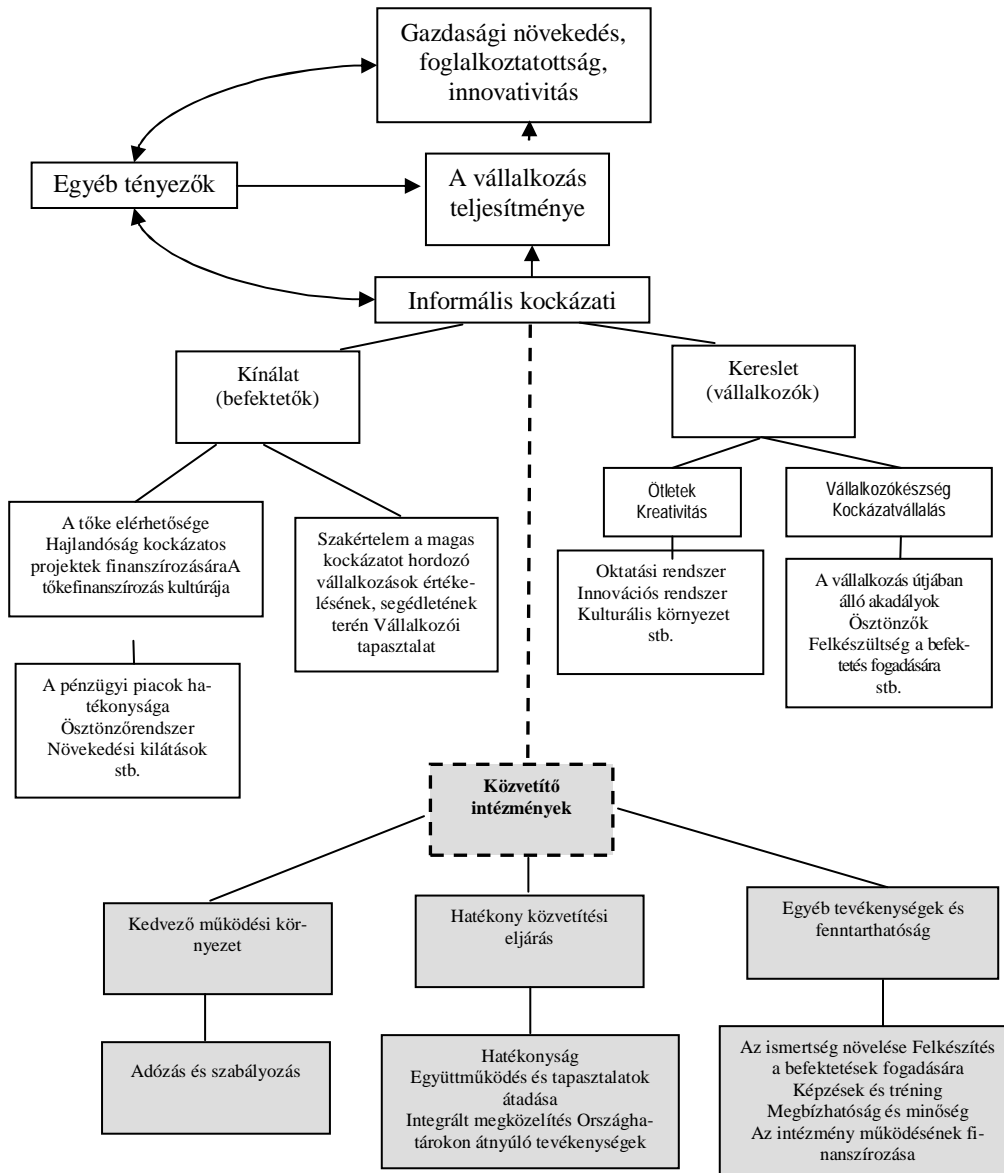 Gazdasági növekedés,
foglalkoztatottság,
innovativitás
Egyéb tényezők
A vállalkozás
teljesítménye
Informális kockázati
Kínálat
(befektetők)
Kereslet
(vállalkozók)
A tőke elérhetősége
Hajlandóság kockázatos
projektek finanszírozásáraA
tőkefinanszírozás kultúrája
Szakértelem a magas
kockázatot hordozó
vállalkozások értéke-
lésének, segédletének
terén Vállalkozói
tapasztalat
Ötletek
Kreativitás
Vállalkozókészség
Kockázatvállalás
Oktatási rendszer
Innovációs rendszer
Kulturális környezet
stb.
A vállalkozás útjában
álló akadályok
Ösztönzők
Felkészültség a befek-
tetés fogadására
stb.
A pénzügyi piacok ha-
tékonysága
Ösztönzőrendszer
Növekedési kilátások
stb.
Közvetítő
intézmények
Kedvező működési kör-
nyezet
Hatékony közvetítési
eljárás
Egyéb tevékenységek és
fenntarthatóság
Adózás és szabályozás
Hatékonyság
Együttműködés és tapasztalatok
átadása
Integrált megközelítés Országha-
tárokon átnyúló tevékenységek
Az ismertség növelése Felkészítés
a befektetések fogadására
Képzések és tréning
Megbízhatóság és minőség
Az intézmény működésének fi-
nanszírozása